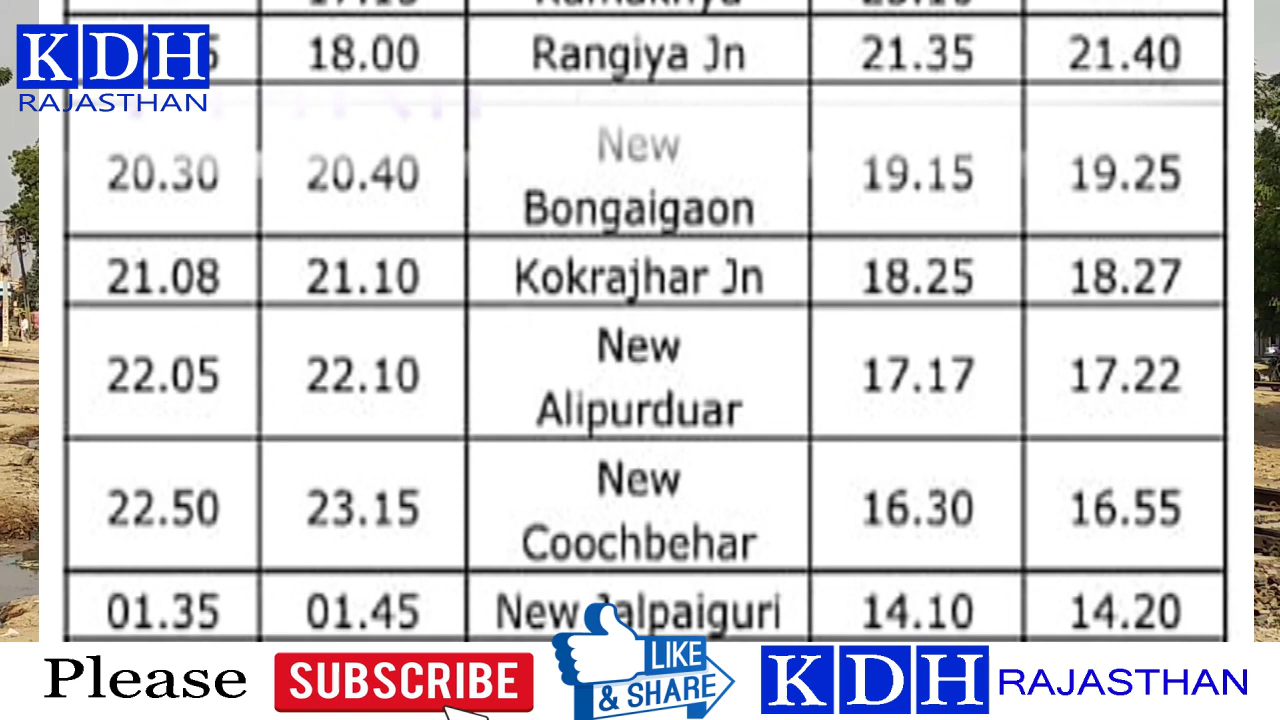 KDH
RAJASTHAN
18.00 Rangiya Jn 21.35 21.40
New
20.30 20.40 19.15 19.25
Bongaigaon
21.08 21.10 Kokrajhar Jn 18.25 18.27
New
22.05 22.10 17.17 17.22
Alipurduar
New
22.50 23.15 16.30 16.55
Coochbehar
01.35 01.45 New Jalpaiguri 14.10 14.20
Please SUBSCRIBE LIKE
& SHARE
KDH RAJASTHAN